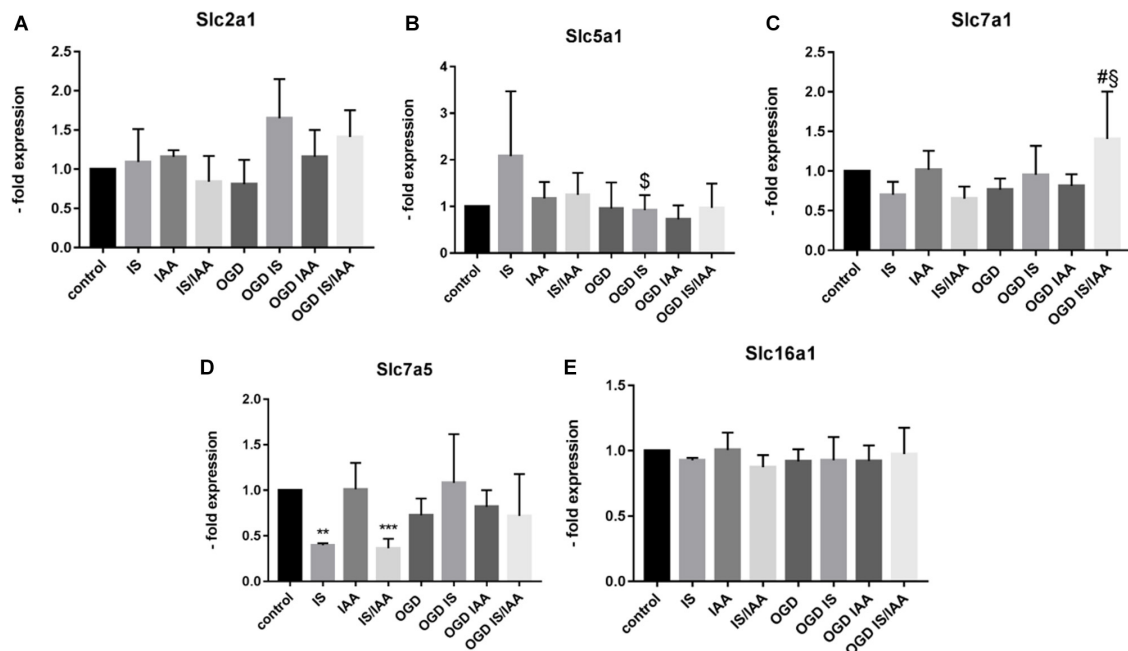 A
Slc2a1
- fold expression
2.5
2.0
1.5
1.0
0.5
0.0
control
IS
IAA
IS/IAA
OGD
OGD IS
OGD IAA
OGD IS/IAA
B
Slc5a1
- fold expression
4
3
2
1
0
$
control
IS
IAA
IS/IAA
OGD
OGD IS
OGD IAA
OGD IS/IAA
C
Slc7a1
- fold expression
2.5
2.0
1.5
1.0
0.5
0.0
#§
control
IS
IAA
IS/IAA
OGD
OGD IS
OGD IAA
OGD IS/IAA
D
Slc7a5
- fold expression
2.0
1.5
1.0
0.5
0.0
**
***
control
IS
IAA
IS/IAA
OGD
OGD IS
OGD IAA
OGD IS/IAA
E
Slc16a1
- fold expression
1.5
1.0
0.5
0.0
control
IS
IAA
IS/IAA
OGD
OGD IS
OGD IAA
OGD IS/IAA